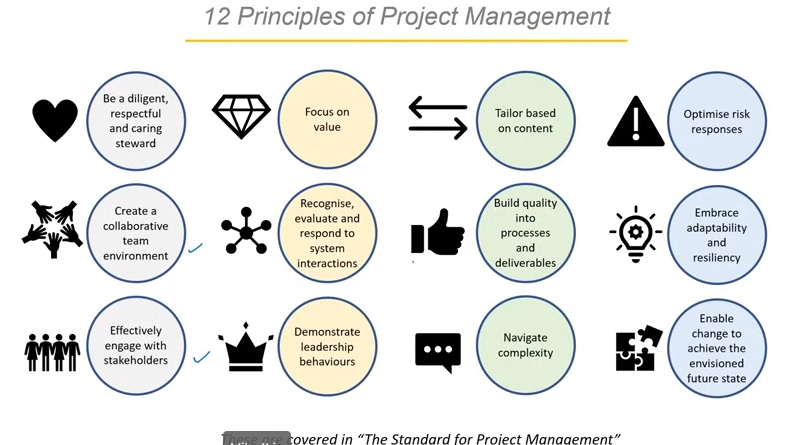 12 Principles of Project Management
Be a diligent,
respectful
and caring
steward
Focus on
value
Tailor based
on content
Optimise risk
responses
Create a
collaborative
team
environment
Recognise,
evaluate and
respond to
system
interactions
Build quality
into
processes
and
deliverables
Embrace
adaptability
and
resiliency
Effectively
engage with
stakeholders
Demonstrate
leadership
behaviours
Navigate
complexity
Enable
change to
achieve the
envisioned
future state
These are covered in “The Standard for Project Management”